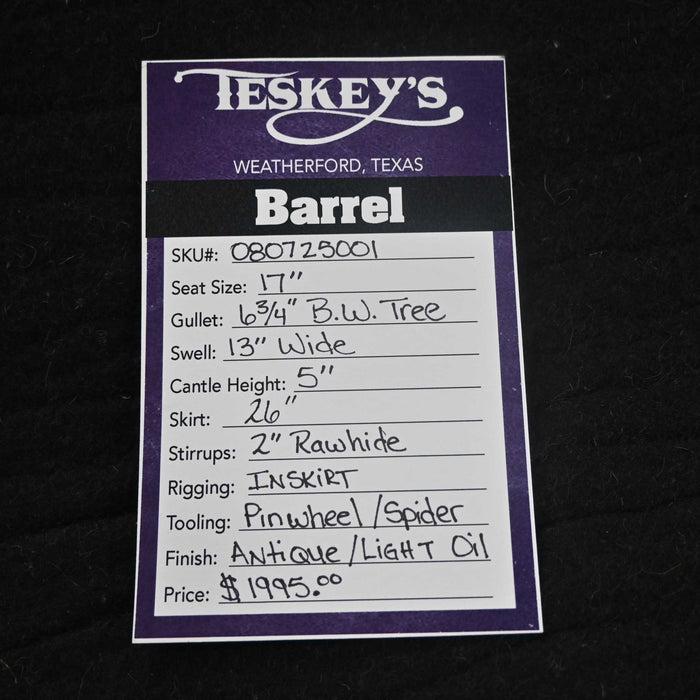 TESKEY'S
WEATHERFORD, TEXAS
Barrel
SKU#: 080725001
Seat Size: 17"
Gullet: 6 3/4" B.W. Tree
Swell: 13" Wide
Cantle Height: 5"
Skirt: 26"
Stirrups: 2" Rawhide
Rigging: INSKIRT
Tooling: Pinwheel/Spider
Finish: ANTique/LIGHT Oil
Price: $1995.00